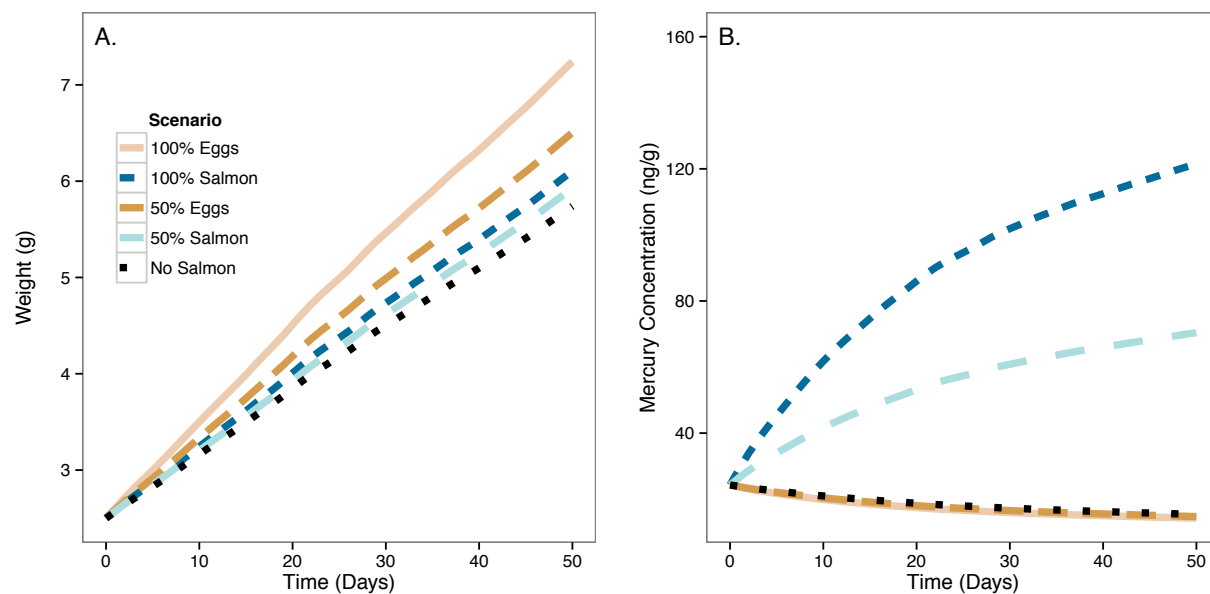 A.
7
6
5
4
3
Weight (g)
Scenario
100% Eggs
100% Salmon
50% Eggs
50% Salmon
No Salmon
0 10 20 30 40 50
Time (Days)
B.
160
120
80
40
Mercury Concentration (ng/g)
0 10 20 30 40 50
Time (Days)